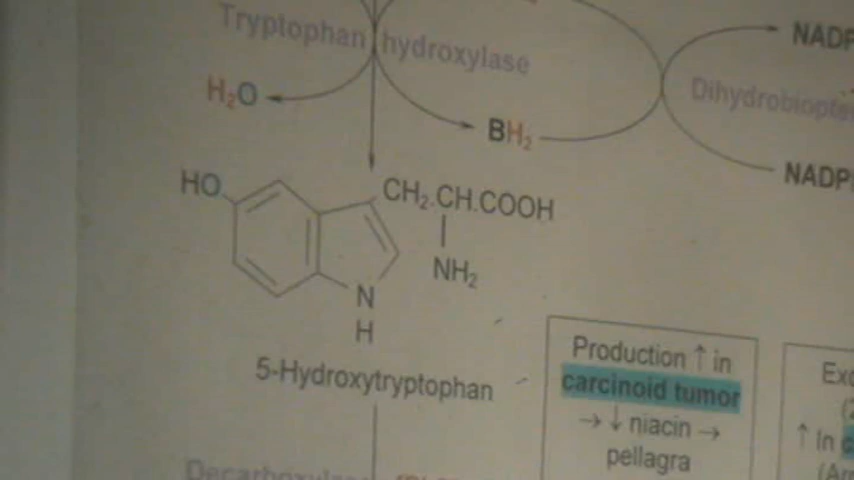 Tryptophan hydroxylase
NADP
H₂O
BH₂
NADP
HO
CH₂.CH.COOH
NH₂
N
H
5-Hydroxytryptophan
Production ↑ in
carcinoid tumor
→ ↓ niacin →
pellagra
↑ In